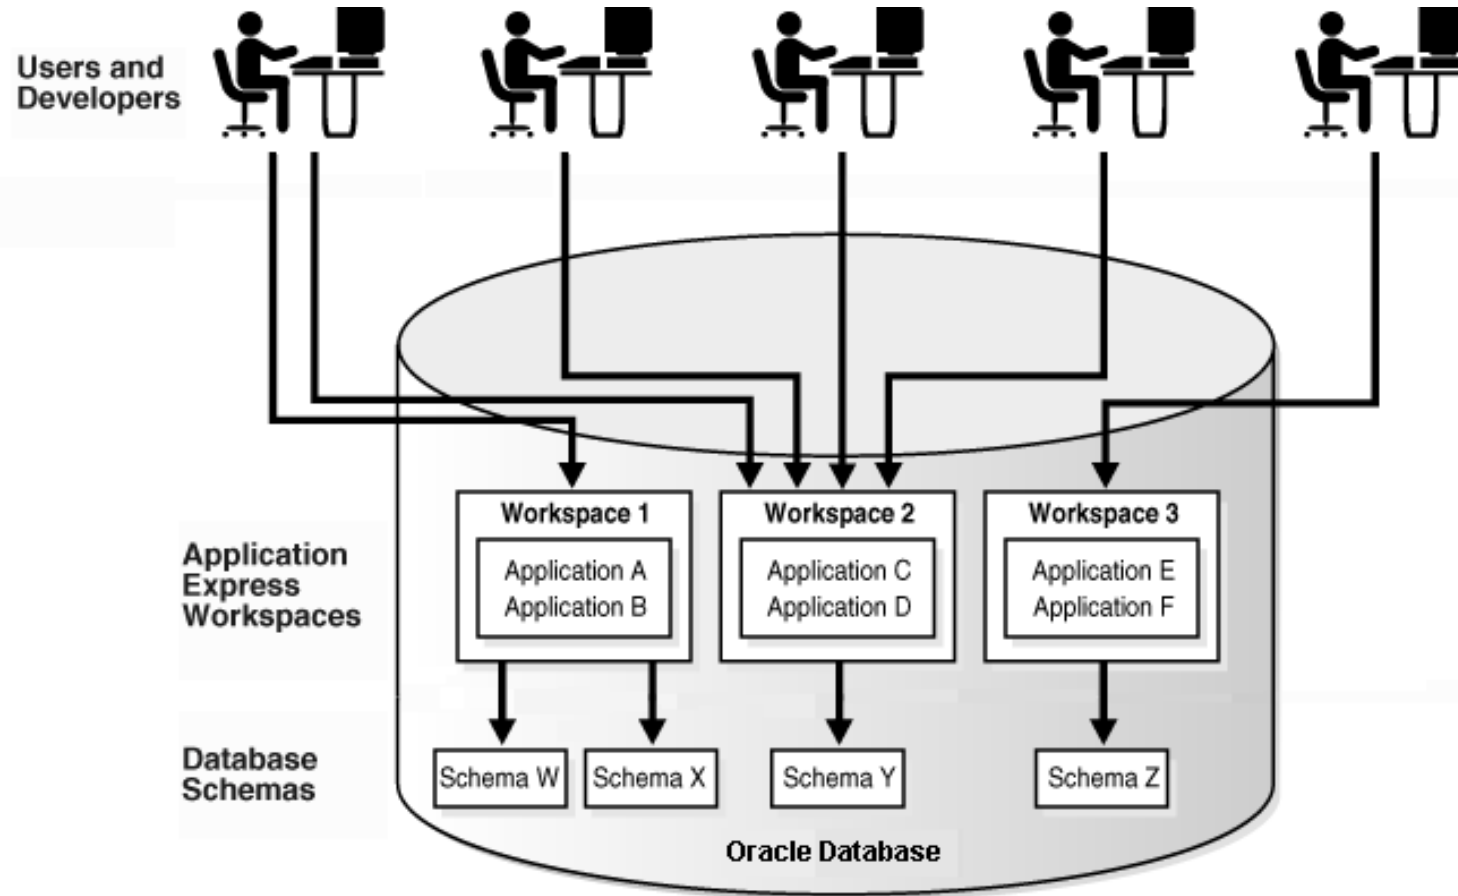 Users and
Developers
Workspace 1
Workspace 2
Workspace 3
Application
Express
Workspaces
Application A
Application B
Application C
Application D
Application E
Application F
Database
Schemas
Schema W
Schema X
Schema Y
Schema Z
Oracle Database